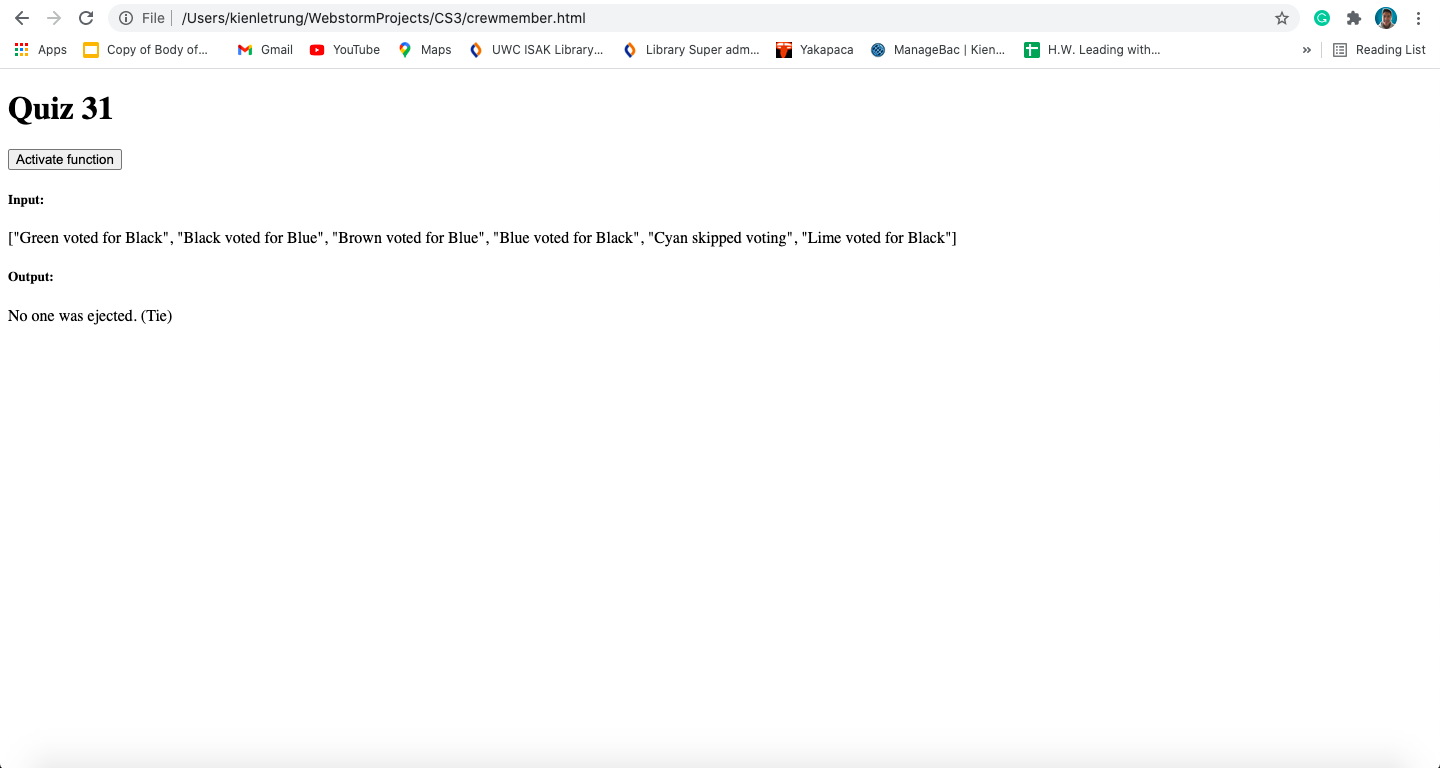 File | /Users/kienletrung/WebstormProjects/CS3/crewmember.html
Apps Copy of Body of... Gmail YouTube Maps UWC ISAK Library... Library Super adm... Yakapaca ManageBac | Kien... H.W. Leading with... » Reading List
Quiz 31
Activate function
Input:
["Green voted for Black", "Black voted for Blue", "Brown voted for Blue", "Blue voted for Black", "Cyan skipped voting", "Lime voted for Black"]
Output:
No one was ejected. (Tie)